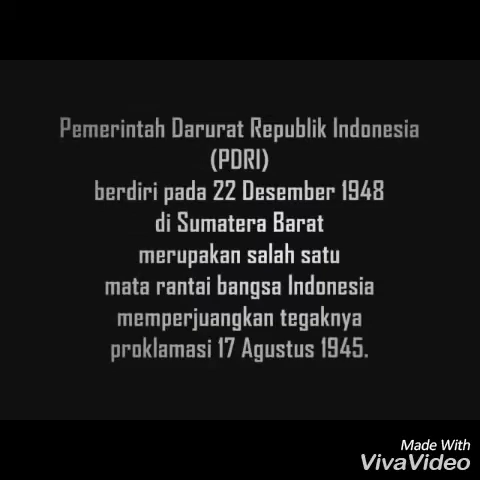 Pemerintah Darurat Republik Indonesia
(PDRI)
berdiri pada 22 Desember 1948
di Sumatera Barat
merupakan salah satu
mata rantai bangsa Indonesia
memperjuangkan tegaknya
proklamasi 17 Agustus 1945.
Made With
VivaVideo